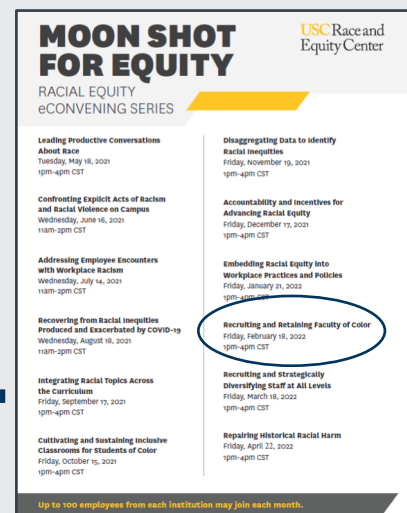 MOON SHOT
FOR EQUITY
RACIAL EQUITY
eCONVENING SERIES
USC Race and
Equity Center
Leading Productive Conversations
About Race
Tuesday, May 18, 2021
1pm-4pm CST
Confronting Explicit Acts of Racism
and Racial Violence on Campus
Wednesday, June 16, 2021
11am-2pm CST
Addressing Employee Encounters
with Workplace Racism
Wednesday, July 14, 2021
11am-2pm CST
Recovering from Racial Inequities
Produced and Exacerbated by COVID-19
Wednesday, August 18, 2021
11am-2pm CST
Integrating Racial Topics Across
the Curriculum
Friday, September 17, 2021
1pm-4pm CST
Cultivating and Sustaining Inclusive
Classrooms for Students of Color
Friday, October 15, 2021
1pm-4pm CST
Disaggregating Data to Identify
Racial Inequities
Friday, November 19, 2021
1pm-4pm CST
Accountability and Incentives for
Advancing Racial Equity
Friday, December 17, 2021
1pm-4pm CST
Embedding Racial Equity into
Workplace Practices and Policies
Friday, January 21, 2022
1pm-4pm CST
Recruiting and Retaining Faculty of Color
Friday, February 18, 2022
1pm-4pm CST
Recruiting and Strategically
Diversifying Staff at All Levels
Friday, March 18, 2022
1pm-4pm CST
Repairing Historical Racial Harm
Friday, April 22, 2022
1pm-4pm CST
Up to 100 employees from each institution may join each month.